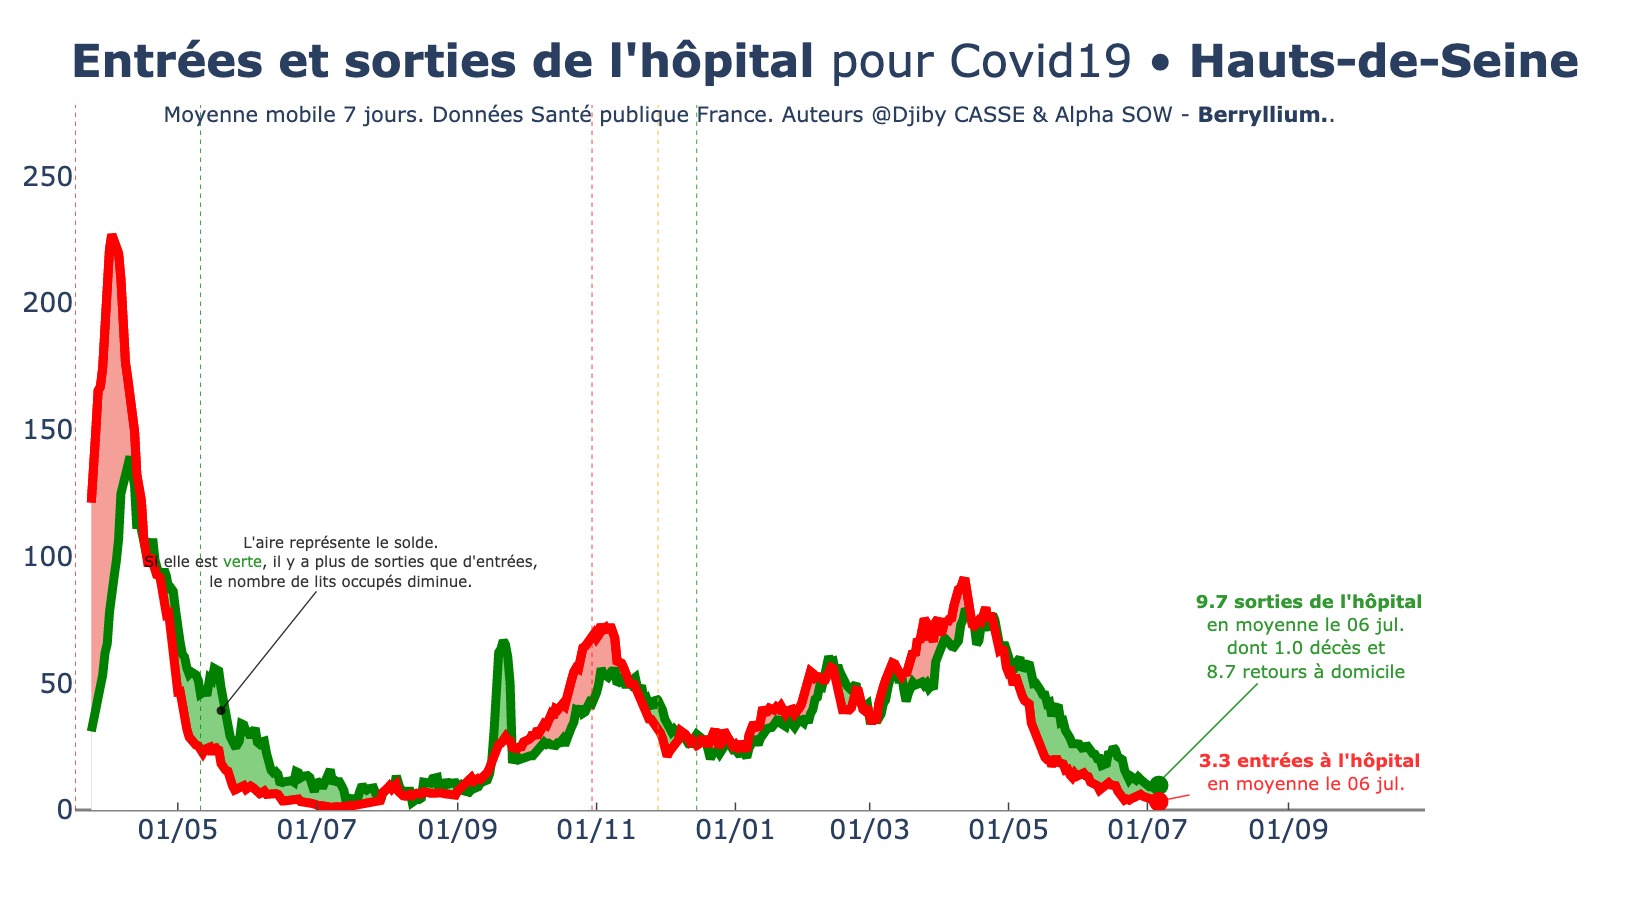 Entrées et sorties de l'hôpital pour Covid19 • Hauts-de-Seine
Moyenne mobile 7 jours. Données Santé publique France. Auteurs @Djiby CASSE & Alpha SOW - Berryllium..
250
200
150
100
50
0
L'aire représente le solde.
Si elle est verte, il y a plus de sorties que d'entrées,
le nombre de lits occupés diminue.
9.7 sorties de l'hôpital
en moyenne le 06 jul.
dont 1.0 décès et
8.7 retours à domicile
3.3 entrées à l'hôpital
en moyenne le 06 jul.
01/05 01/07 01/09 01/11 01/01 01/03 01/05 01/07 01/09